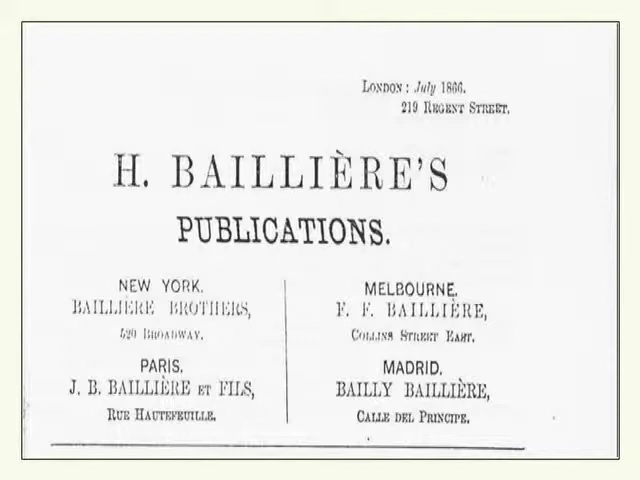 LONDON: July 1866.
219 REGENT STREET.
H. BAILLIÈRE'S
PUBLICATIONS.
NEW YORK.
BAILLIÈRE BROTHERS,
520 BROADWAY.
PARIS.
J. B. BAILLIÈRE ET FILS,
RUE HAUTEFEUILLE.
MELBOURNE.
F. F. BAILLIÈRE,
COLLINS STREET EAST.
MADRID.
BAILLY BAILLIÈRE,
CALLE DEL PRINCIPE.